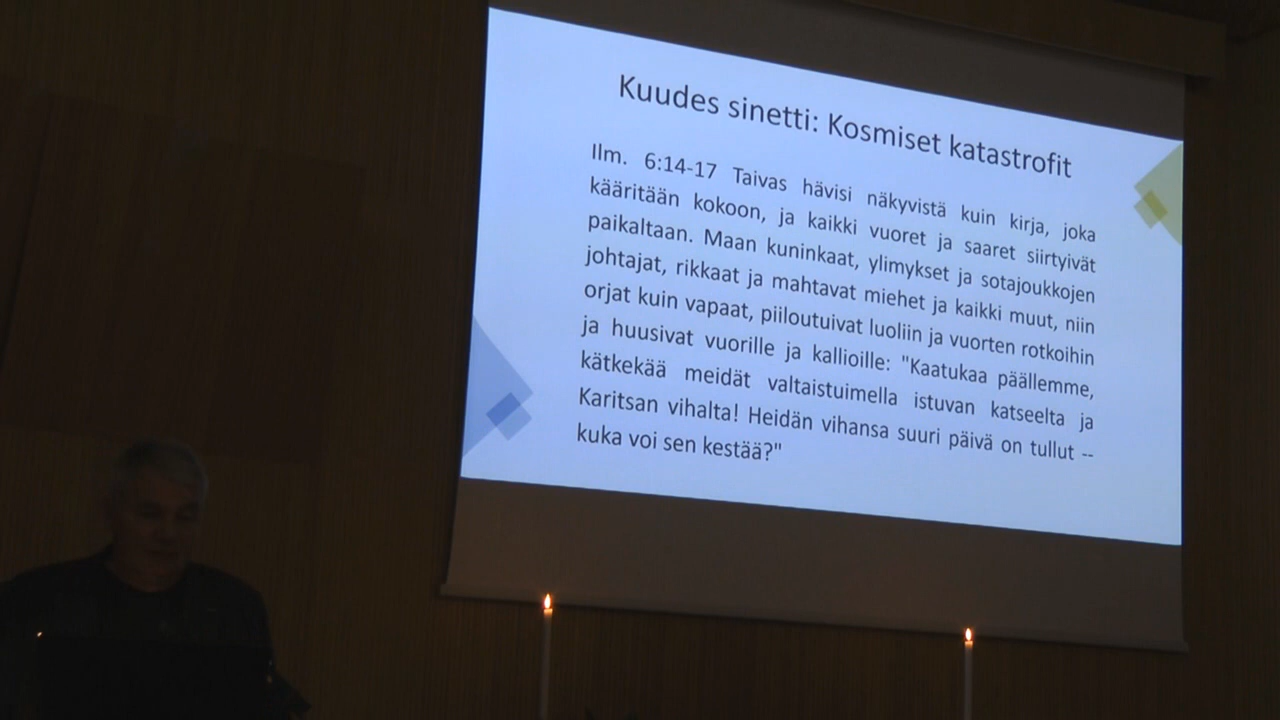 Kuudes sinetti: Kosmiset katastrofit
Ilm. 6:14-17 Taivas hävisi näkyvistä kuin kirja, joka
kääritään kokoon, ja kaikki vuoret ja saaret siirtyivät
paikaltaan. Maan kuninkaat, ylimykset ja sotajoukkojen
johtajat, rikkaat ja mahtavat miehet ja kaikki muut, niin
orjat kuin vapaat, piiloutuivat luoliin ja vuorten rotkoihin
ja huusivat vuorille ja kallioille: "Kaatukaa päällemme,
kätkekää meidät valtaistuimella istuvan katseelta ja
Karitsan vihalta! Heidän vihansa suuri päivä on tullut --
kuka voi sen kestää?"